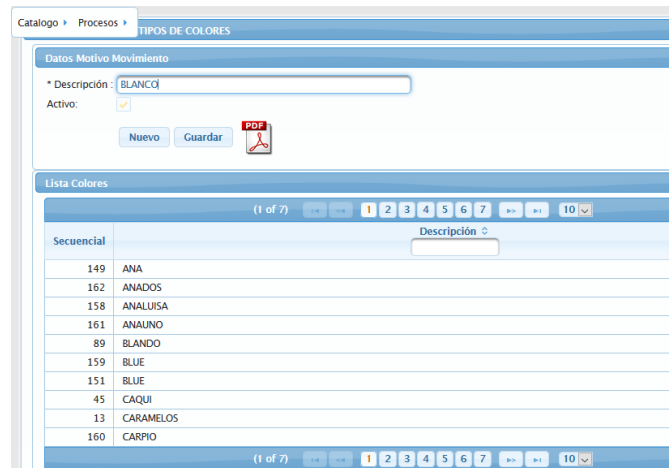 Catalogo Procesos TIPOS DE COLORES
Datos Motivo Movimiento
* Descripción : BLANCO
Activo:
Nuevo Guardar PDF
Lista Colores
(1 of 7) 1 2 3 4 5 6 7 10
Secuencial Descripción
149 ANA
162 ANADOS
158 ANALUISA
161 ANAUNO
89 BLANDO
159 BLUE
151 BLUE
45 CAQUI
13 CARAMELOS
160 CARPIO
(1 of 7) 1 2 3 4 5 6 7 10